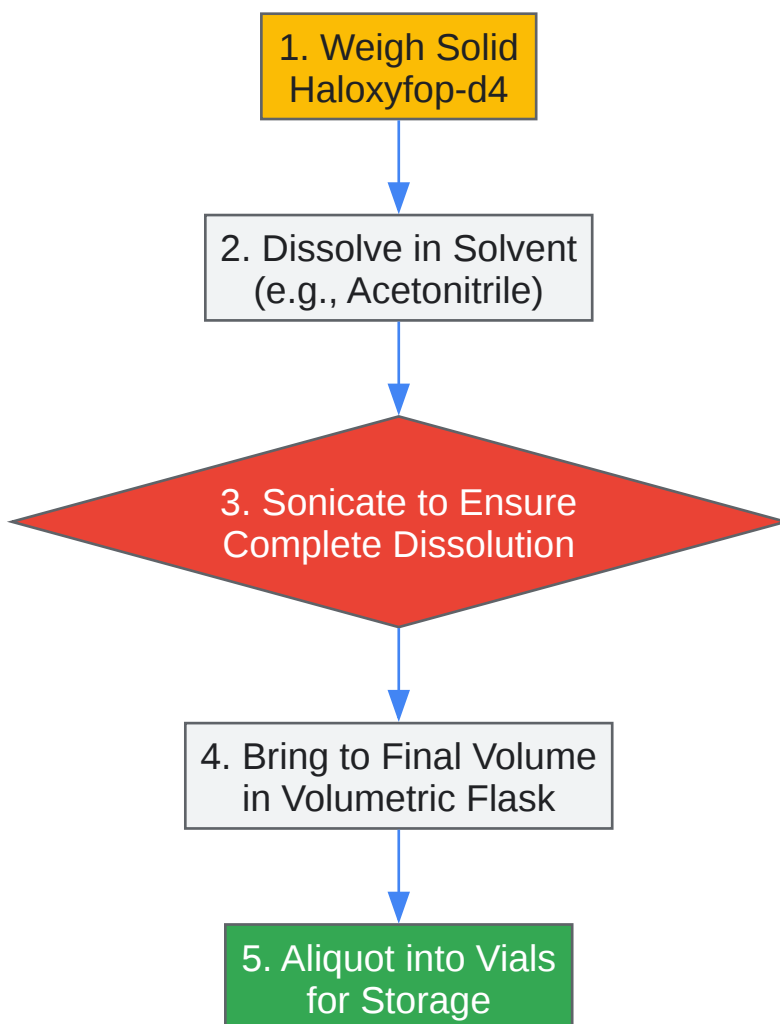 1. Weigh Solid
Haloxyfop-d4
2. Dissolve in Solvent
(e.g., Acetonitrile)
3. Sonicate to Ensure
Complete Dissolution
4. Bring to Final Volume
in Volumetric Flask
5. Aliquot into Vials
for Storage